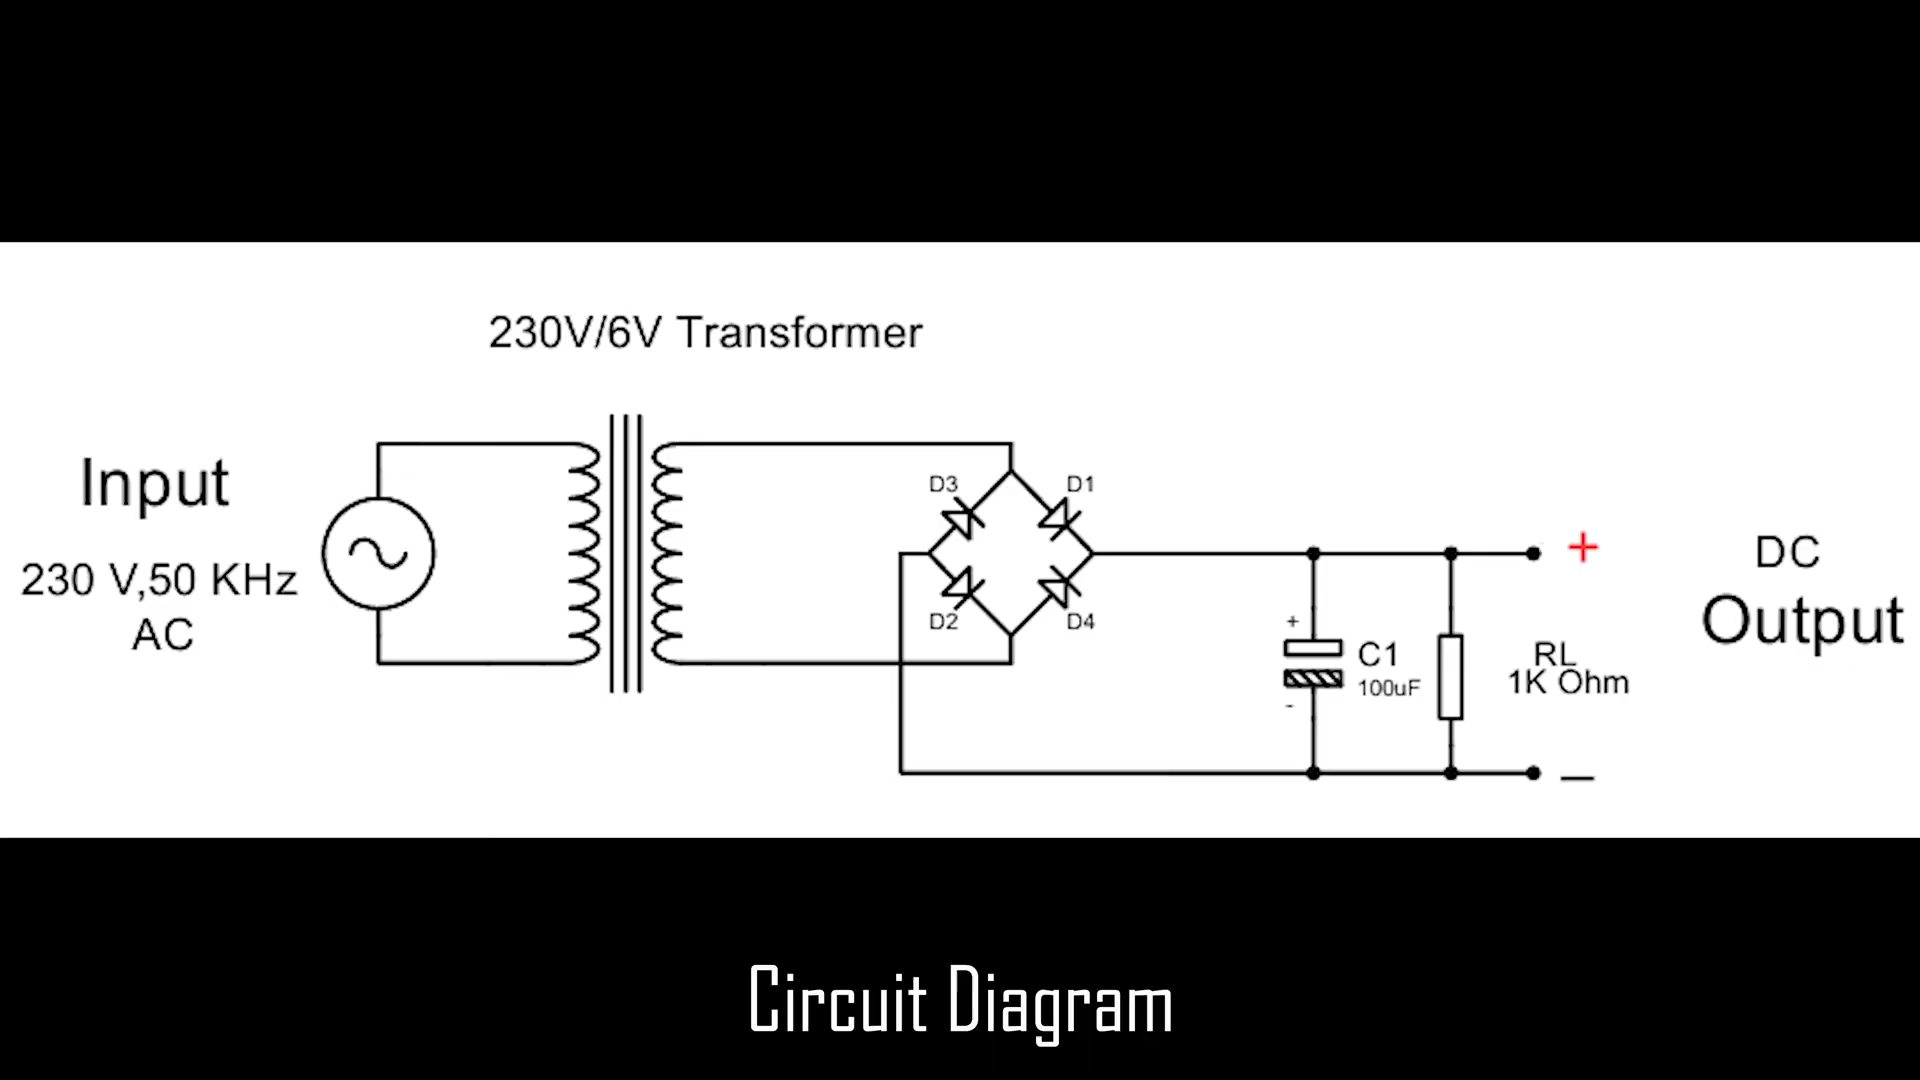 230V/6V Transformer
Input
230 V,50 KHz
AC
D3
D1
D2
D4
+
C1
100uF
-
RL
1K Ohm
+
DC
Output
–
Circuit Diagram